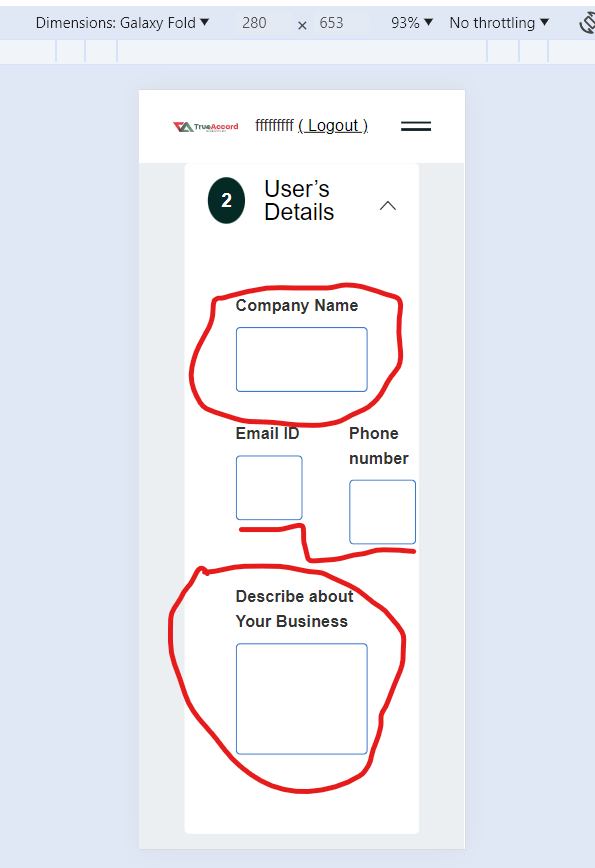 Dimensions: Galaxy Fold ▼ 280 × 653 93% ▼ No throttling ▼
TrueAccord fffffffff ( Logout )
2
User’s
Details
Company Name
Email ID
Phone
number
Describe about
Your Business